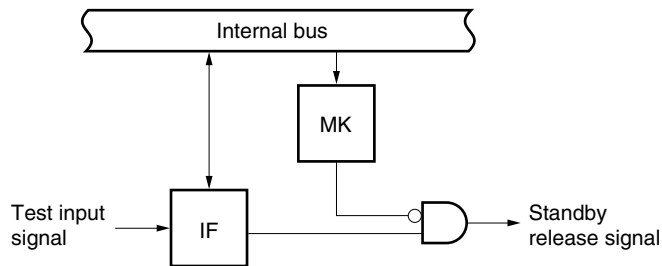 Internal bus
MK
Test input
signal
IF
Standby
release signal